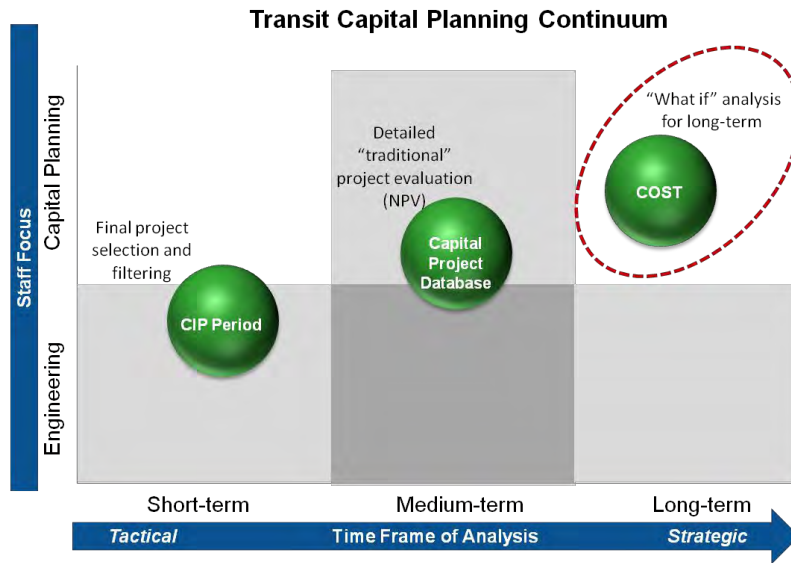 Transit Capital Planning Continuum
Staff Focus
Capital Planning
Engineering
Final project
selection and
filtering
CIP Period
Detailed
“traditional”
project evaluation
(NPV)
Capital
Project
Database
“What if” analysis
for long-term
COST
Short-term
Medium-term
Long-term
Tactical
Time Frame of Analysis
Strategic